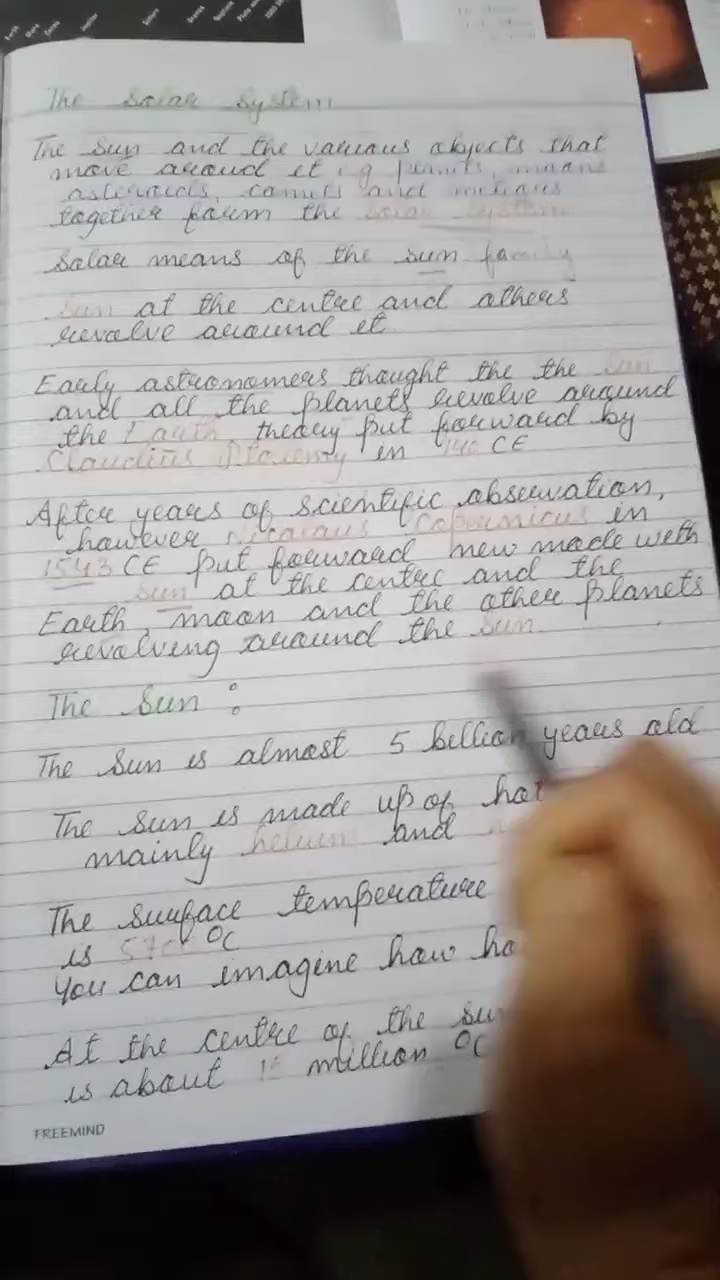 The Solar System
The Sun and the various objects that
move around it e.g planets, moons
asteroids, comets and meteors
together form the solar system
Solar means of the sun family
Sun at the centre and others
revolve around it
Early astronomers thought the the Sun
and all the planets revolve around
the Earth theory put forward by
Claudius Ptolemy in 140 CE
After years of scientific observation,
however Nicolaus Copernicus in
1543 CE put forward new made with
Sun at the centre and the
Earth, moon and the other planets
revolving around the Sun
The Sun :
The Sun is almost 5 billion years old
The Sun is made up of hot
mainly helium and
The surface temperature
is °C
You can imagine how
At the centre of the
is about million °C
FREEMIND